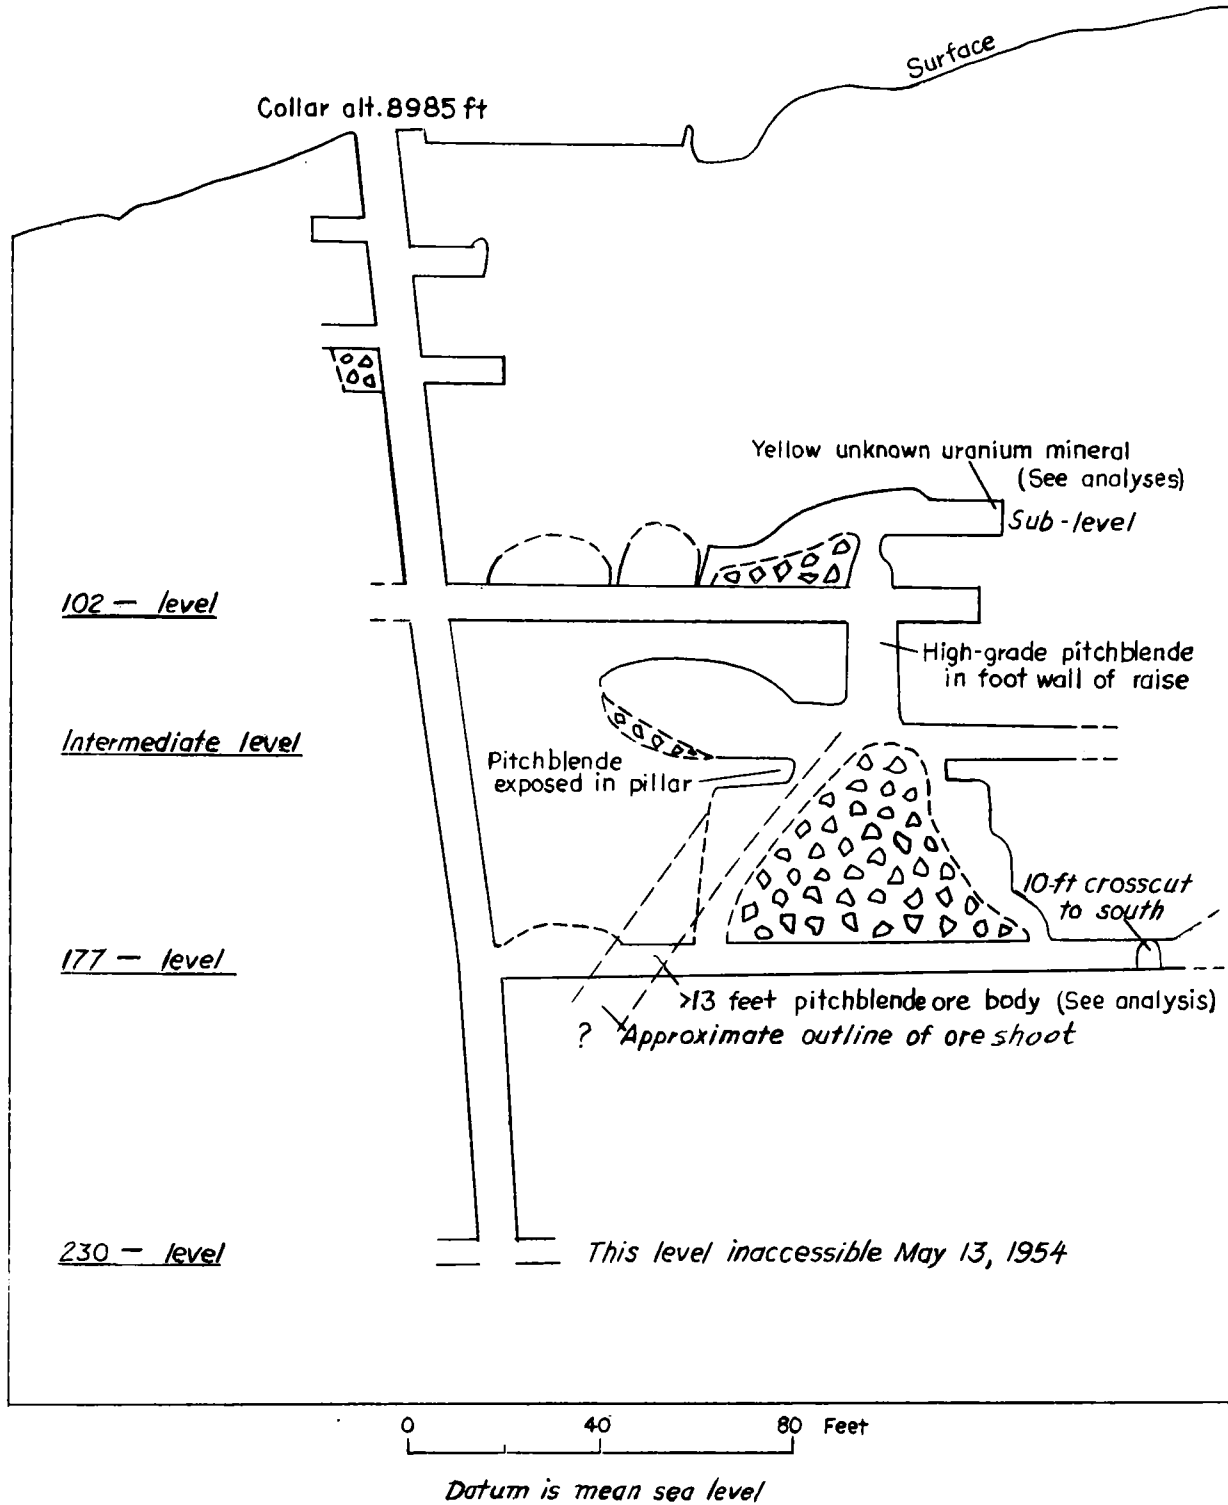 Surface
Collar alt. 8985 ft
Yellow unknown uranium mineral
(See analyses)
Sub-level
102 - level
High-grade pitchblende
in foot wall of raise
Intermediate level
Pitchblende
exposed in pillar
10-ft crosscut
to south
177 - level
>13 feet pitchblende ore body (See analysis)
? Approximate outline of ore shoot
230 - level
This level inaccessible May 13, 1954
0 40 80 Feet
Datum is mean sea level